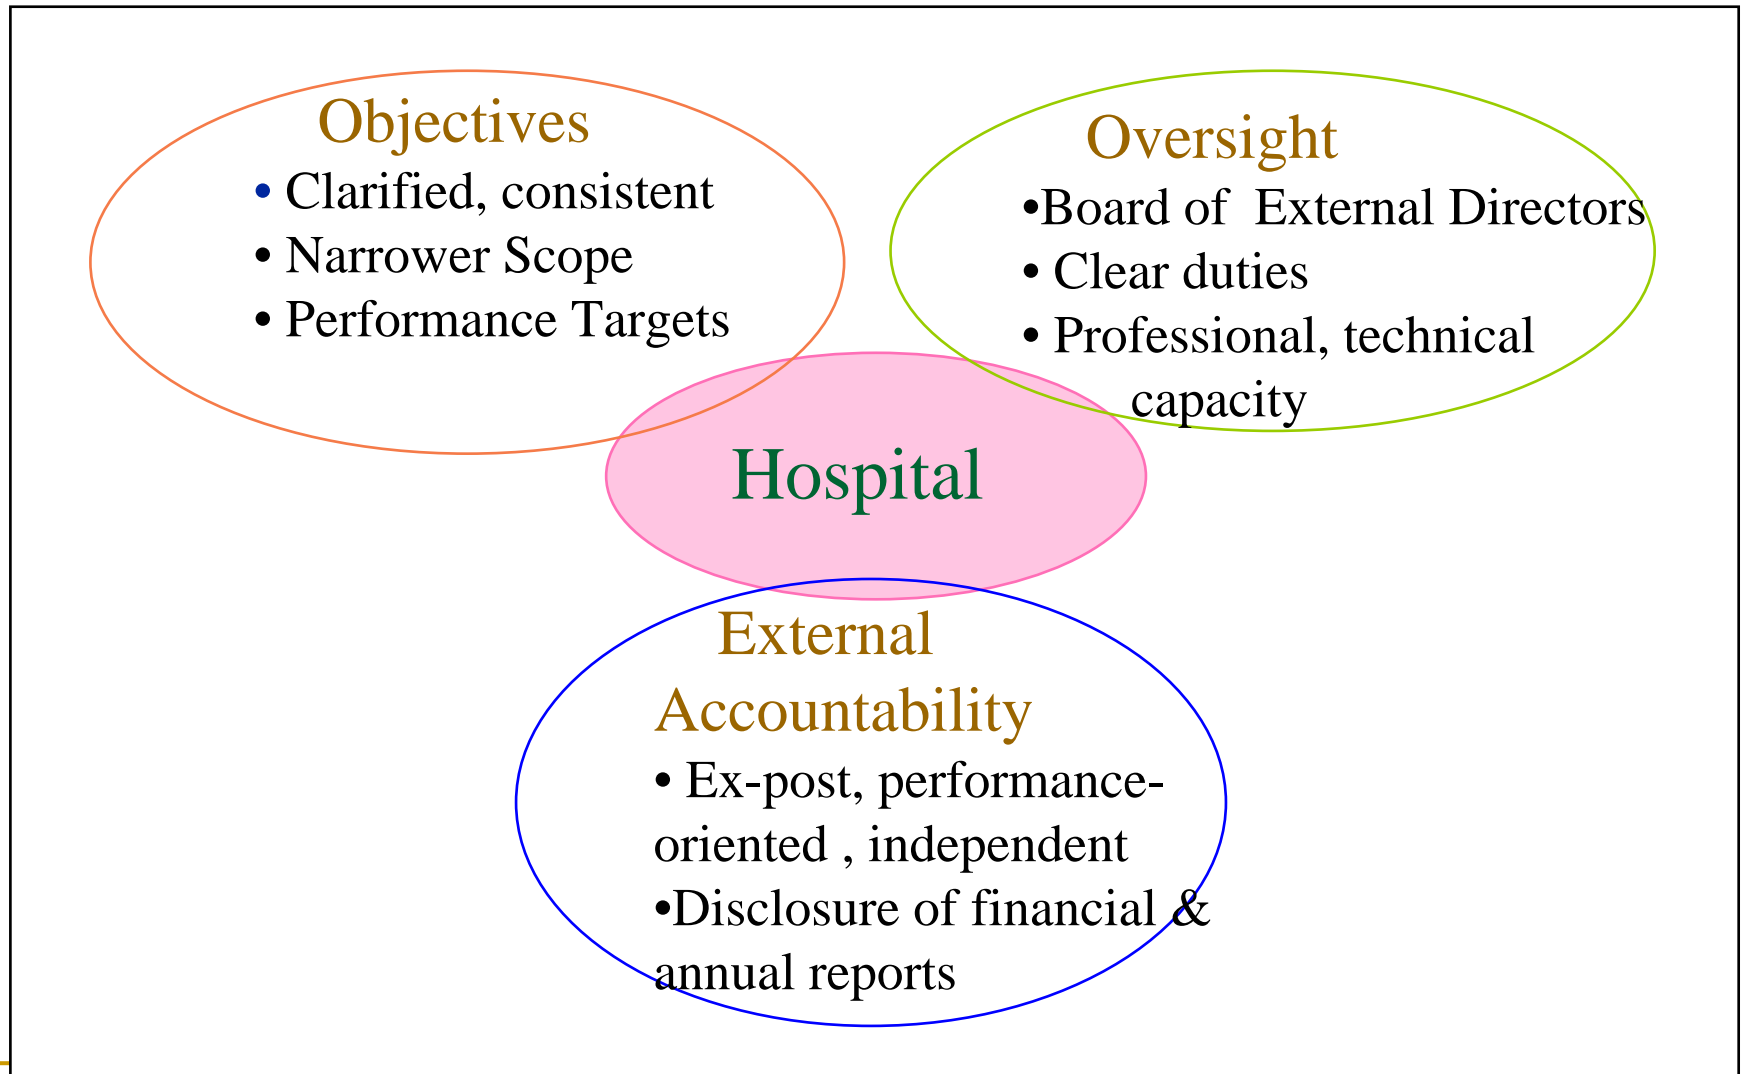 Objectives
• Clarified, consistent
• Narrower Scope
• Performance Targets
Oversight
•Board of  External Directors
• Clear duties
• Professional, technical
capacity
Hospital
External
Accountability
• Ex-post, performance-
oriented , independent
•Disclosure of financial &
annual reports